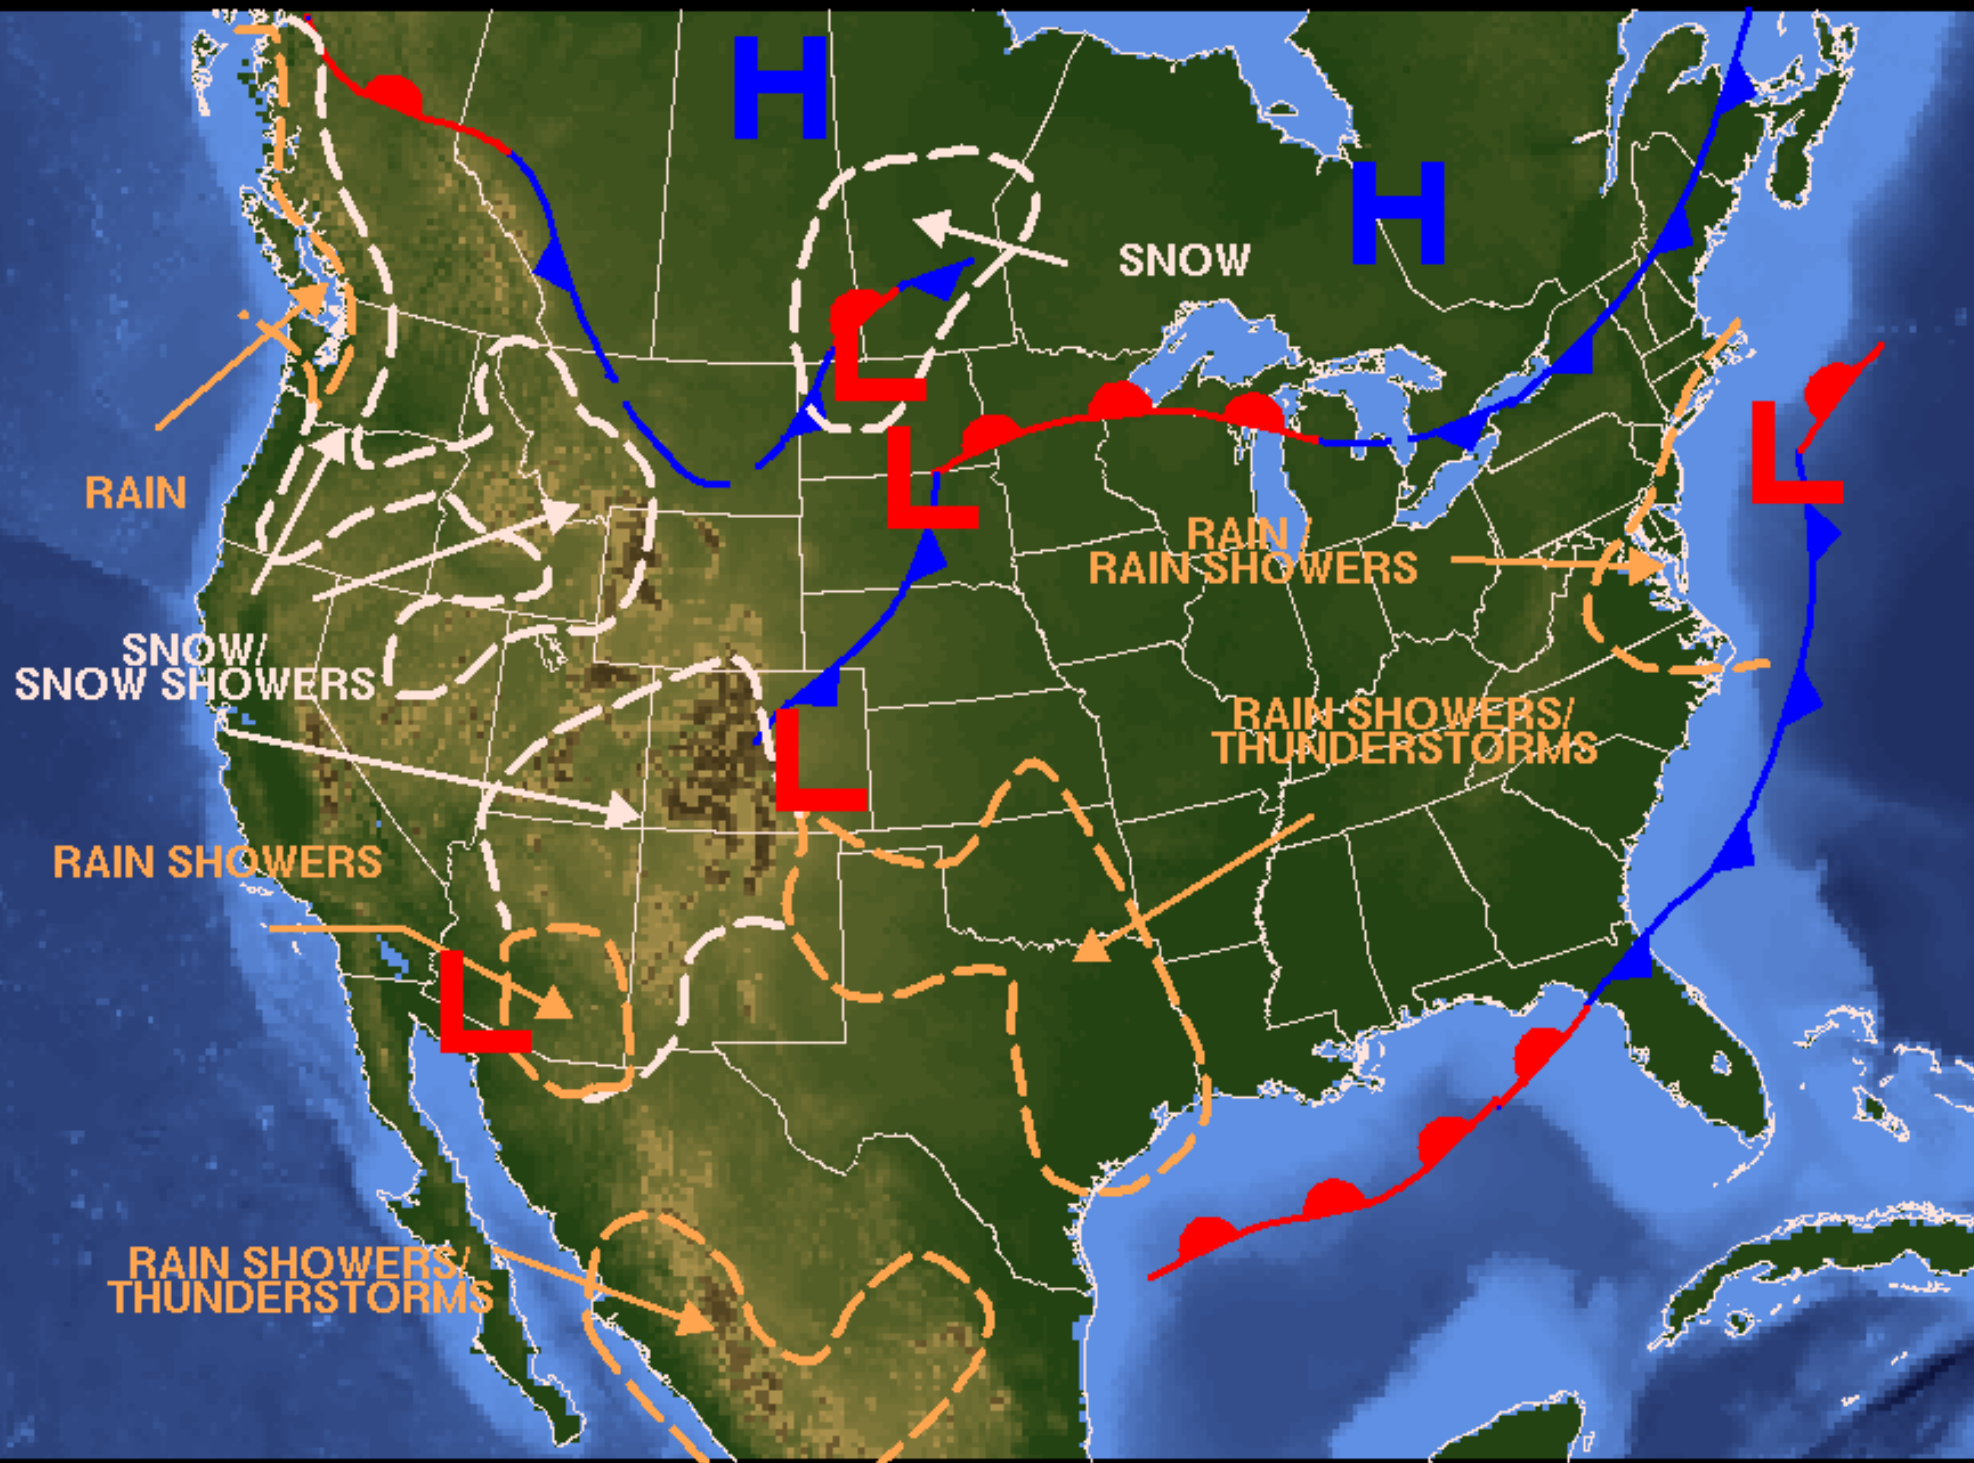 H
H
SNOW
L
L
L
RAIN
RAIN /
RAIN SHOWERS
SNOW/
SNOW SHOWERS
RAIN SHOWERS/
THUNDERSTORMS
L
RAIN SHOWERS
L
RAIN SHOWERS/
THUNDERSTORMS